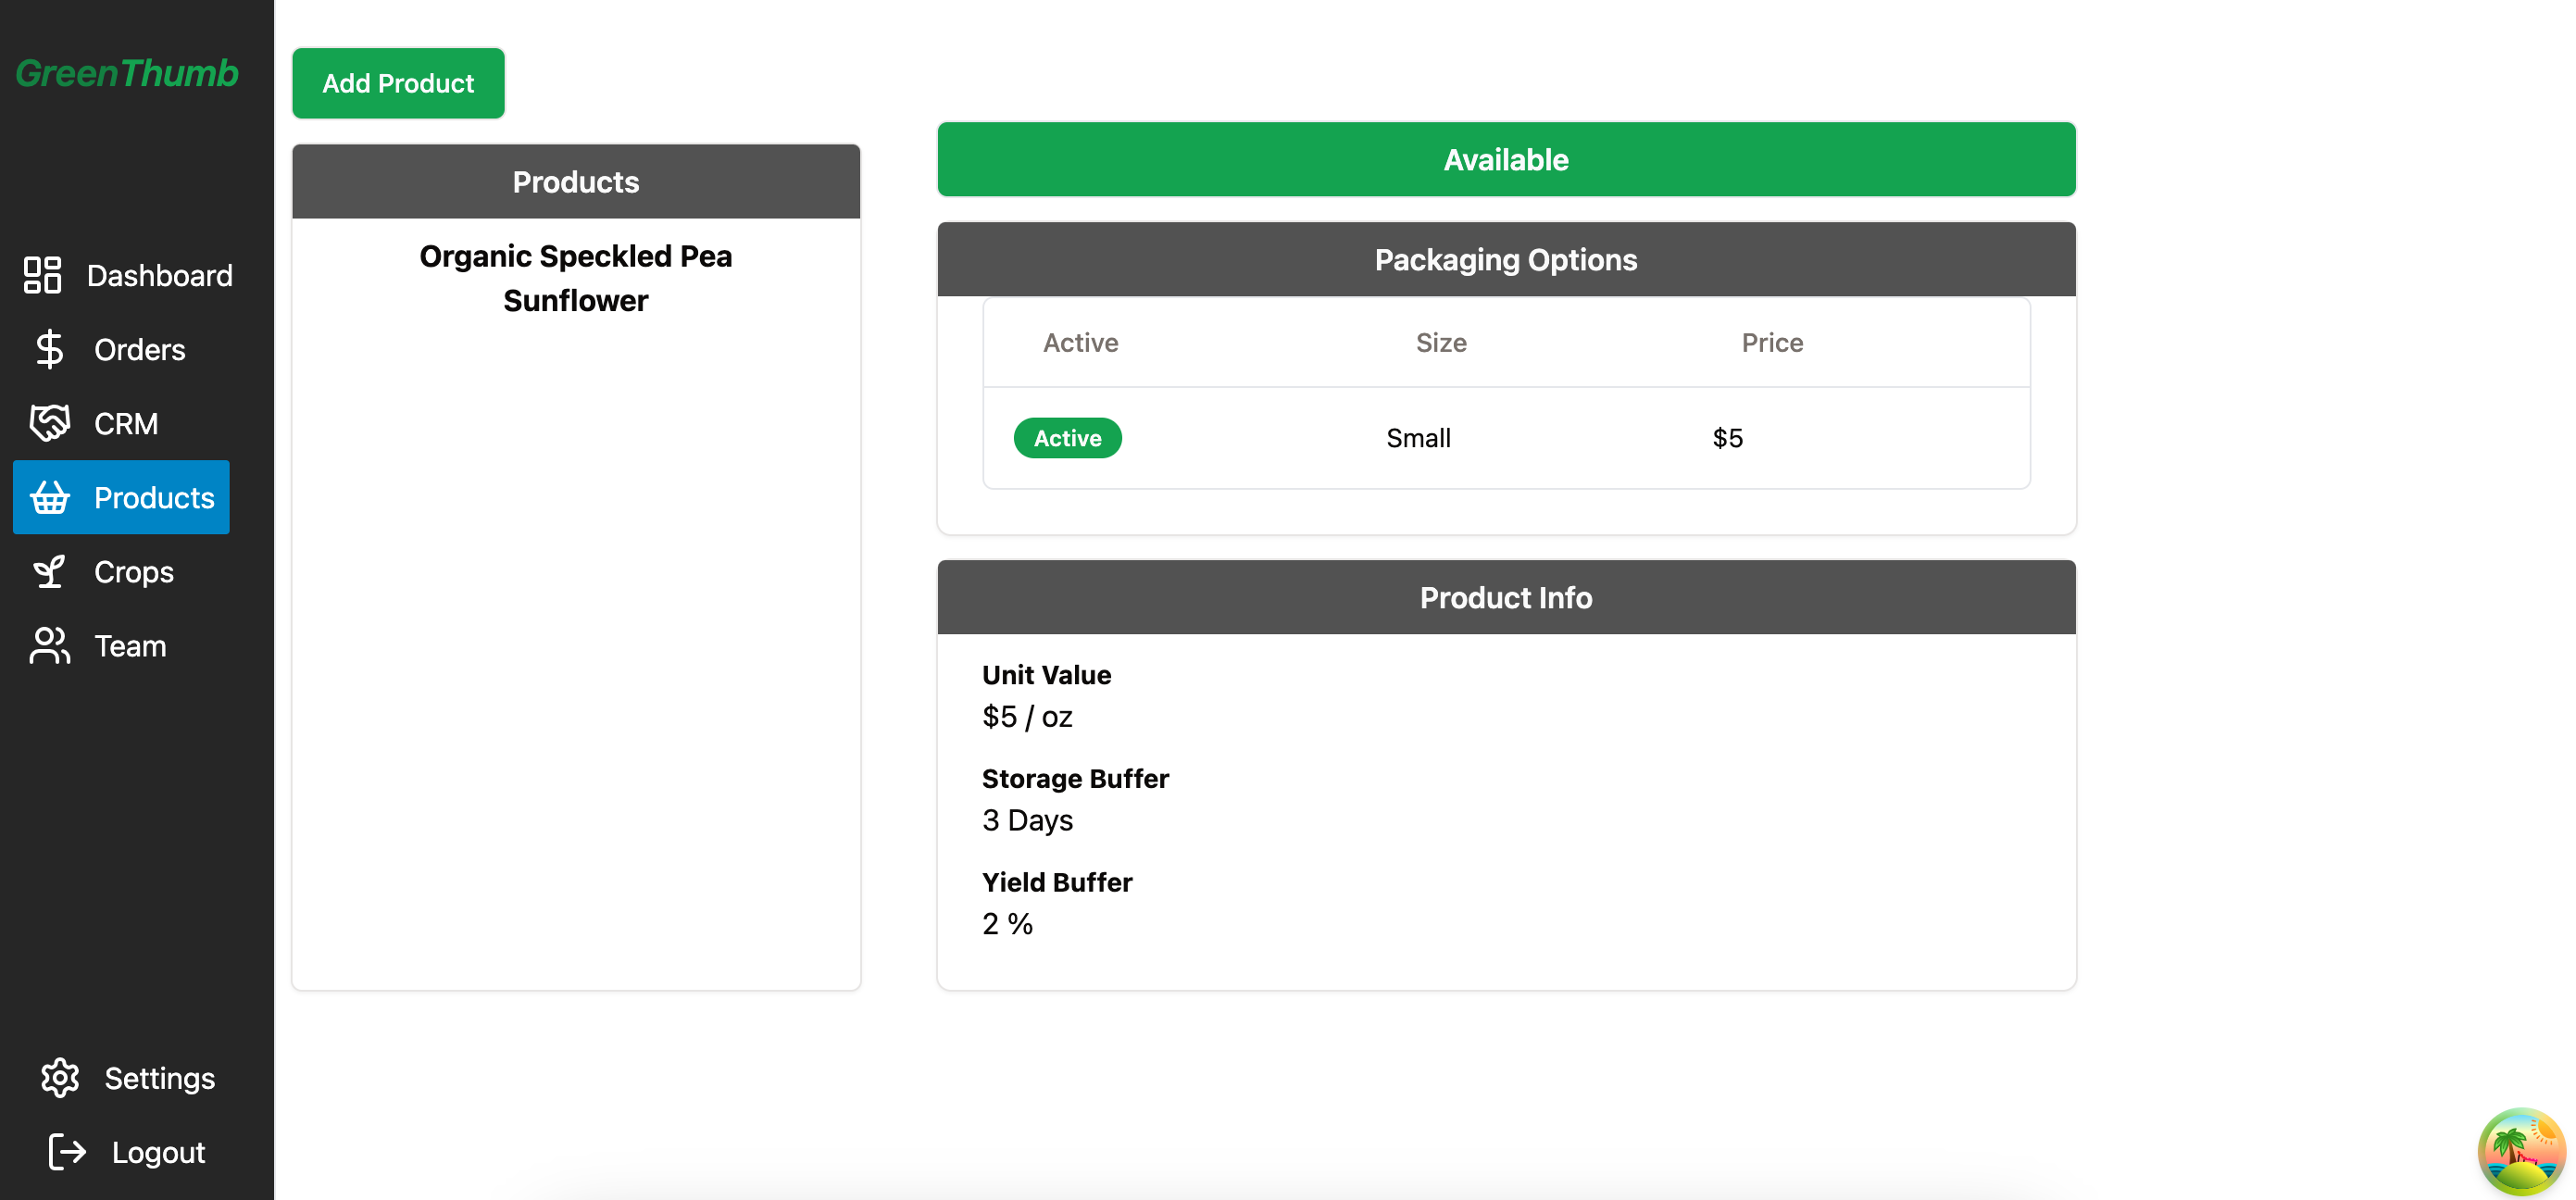 GreenThumb
Dashboard
Orders
CRM
Products
Crops
Team
Settings
Logout
Add Product
Products
Organic Speckled Pea
Sunflower
Available
Packaging Options
Active Size Price
Active Small $5
Product Info
Unit Value
$5 / oz
Storage Buffer
3 Days
Yield Buffer
2 %